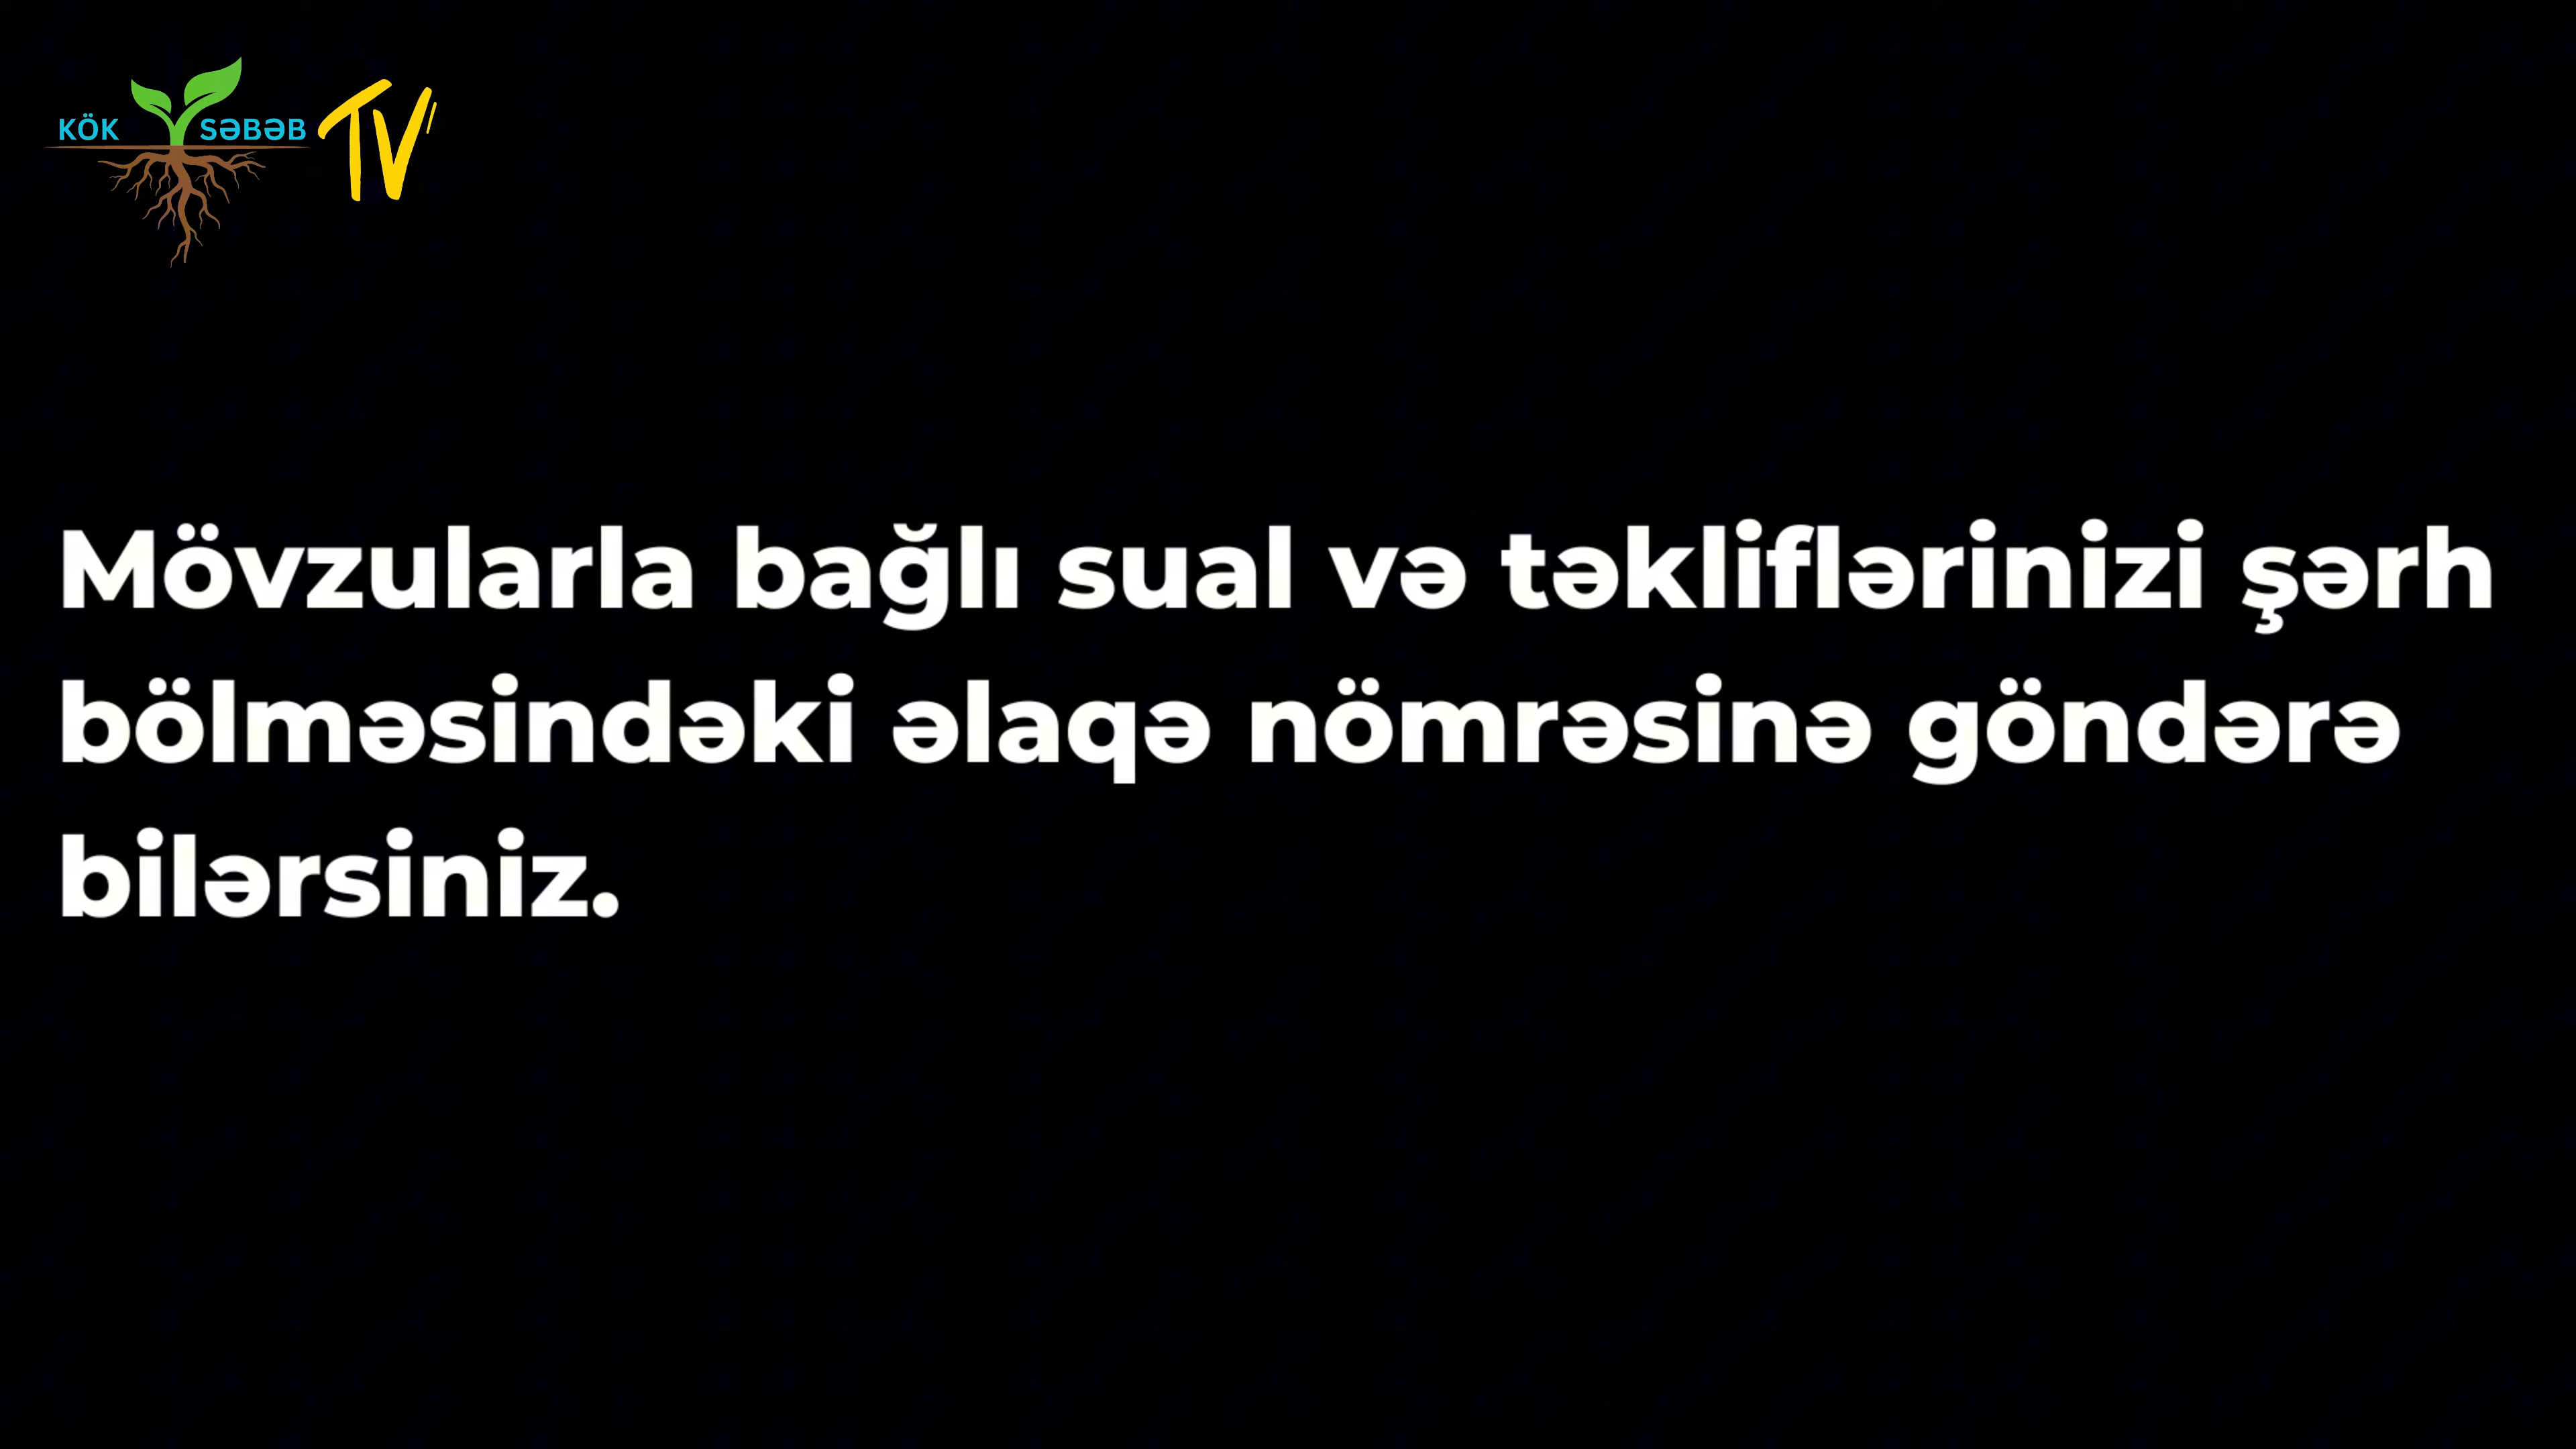 KÖK SƏBƏB TV
Mövzularla bağlı sual və təkliflərinizi şərh
bölməsindəki əlaqə nömrəsinə göndərə
bilərsiniz.